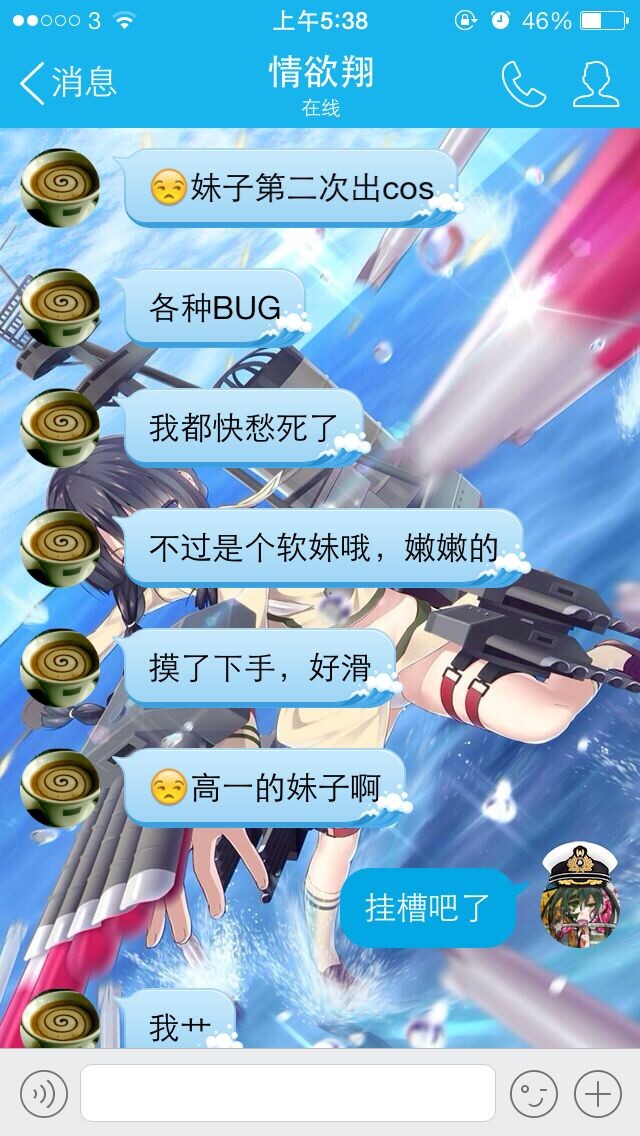 3 上午5:38 46%
消息 情欲翔
在线
😒妹子第二次出cos
各种BUG
我都快愁死了
不过是个软妹哦，嫩嫩的
摸了下手，好滑
😒高一的妹子啊
挂槽吧了
我艹